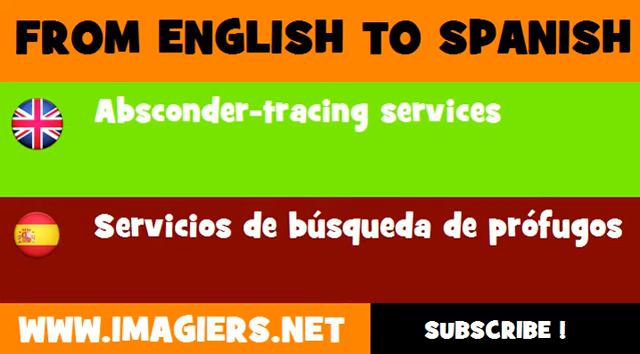 FROM ENGLISH TO SPANISH
Absconder-tracing services
Servicios de búsqueda de prófugos
WWW.IMAGIERS.NET
SUBSCRIBE !